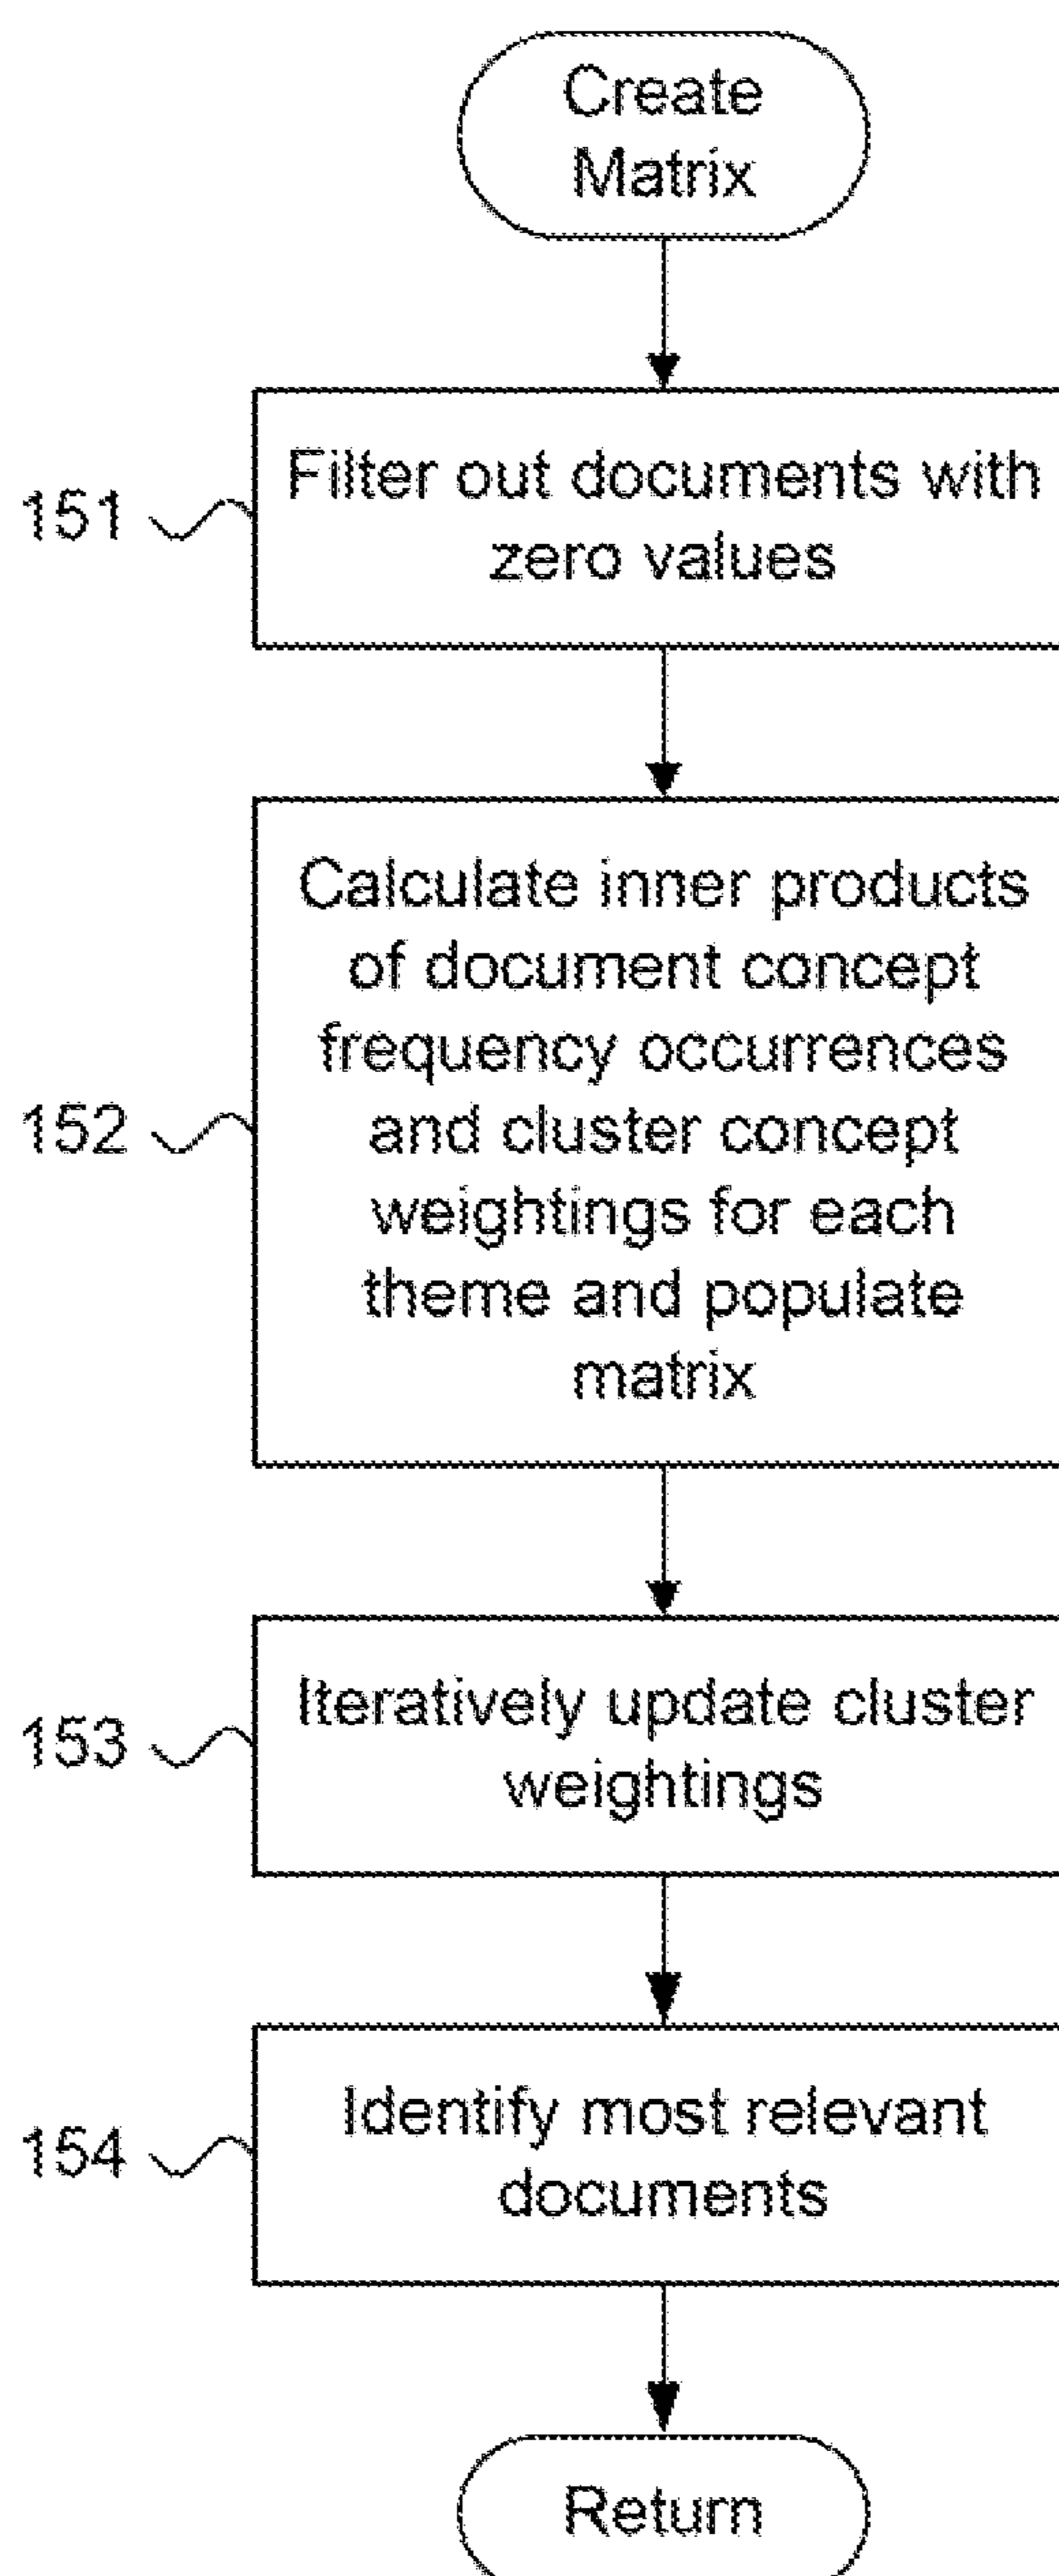 Create
Matrix
151
Filter out documents with
zero values
152
Calculate inner products
of document concept
frequency occurrences
and cluster concept
weightings for each
theme and populate
matrix
153
Iteratively update cluster
weightings
154
Identify most relevant
documents
Return